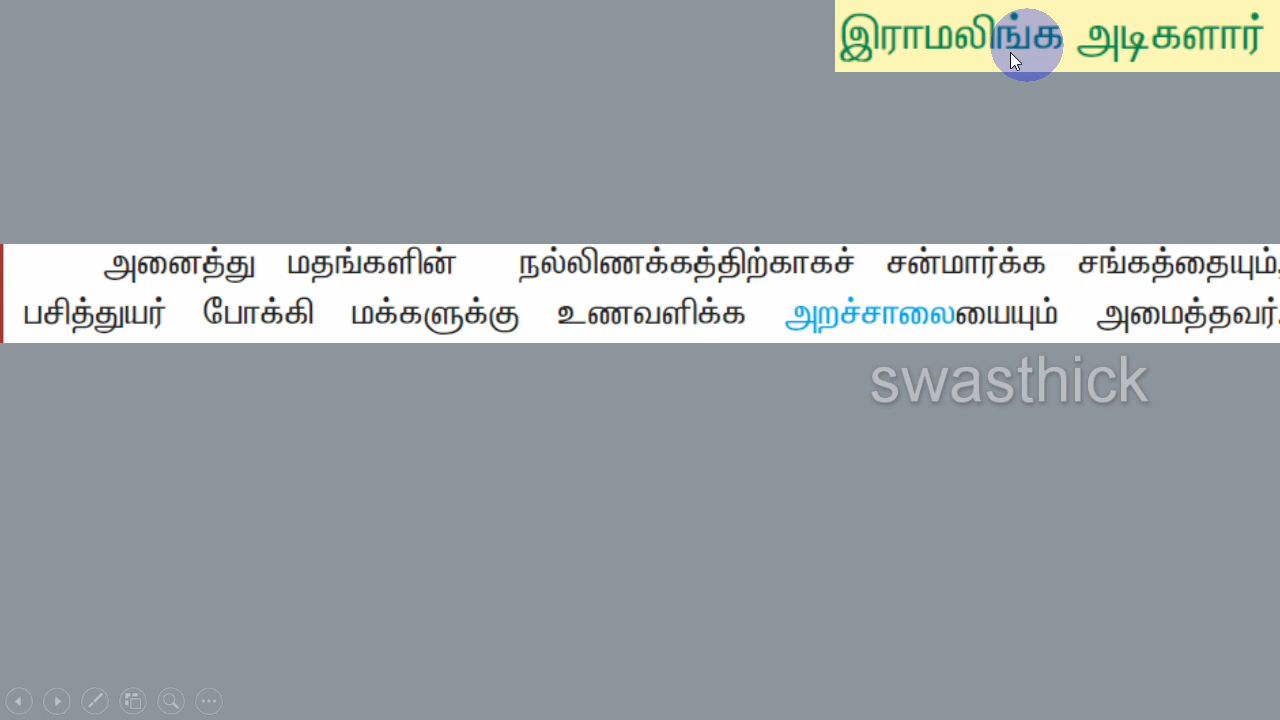 இராமலிங்க அடிகளார்
அனைத்து மதங்களின் நல்லிணக்கத்திற்காகச் சன்மார்க்க சங்கத்தையும்,
பசித்துயர் போக்கி மக்களுக்கு உணவளிக்க அறச்சாலையையும் அமைத்தவர்.
swasthick